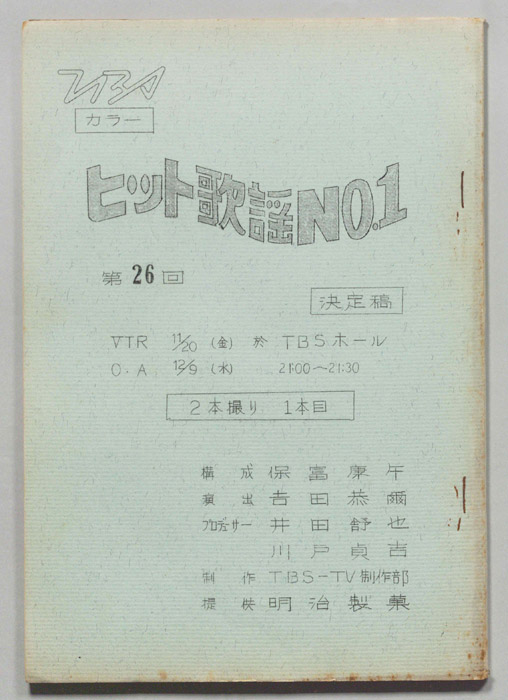 TBS
カラー
ヒット歌謡NO.1
第26回
決定稿
VTR 11/20 (金) 於 TBSホール
O.A 12/9 (水) 21:00〜21:30
2本撮り 1本目
構成 保富康午
演出 吉田恭爾
プロデューサー 井田舒也
川戸貞吉
制作 TBS-TV制作部
提供 明治製菓